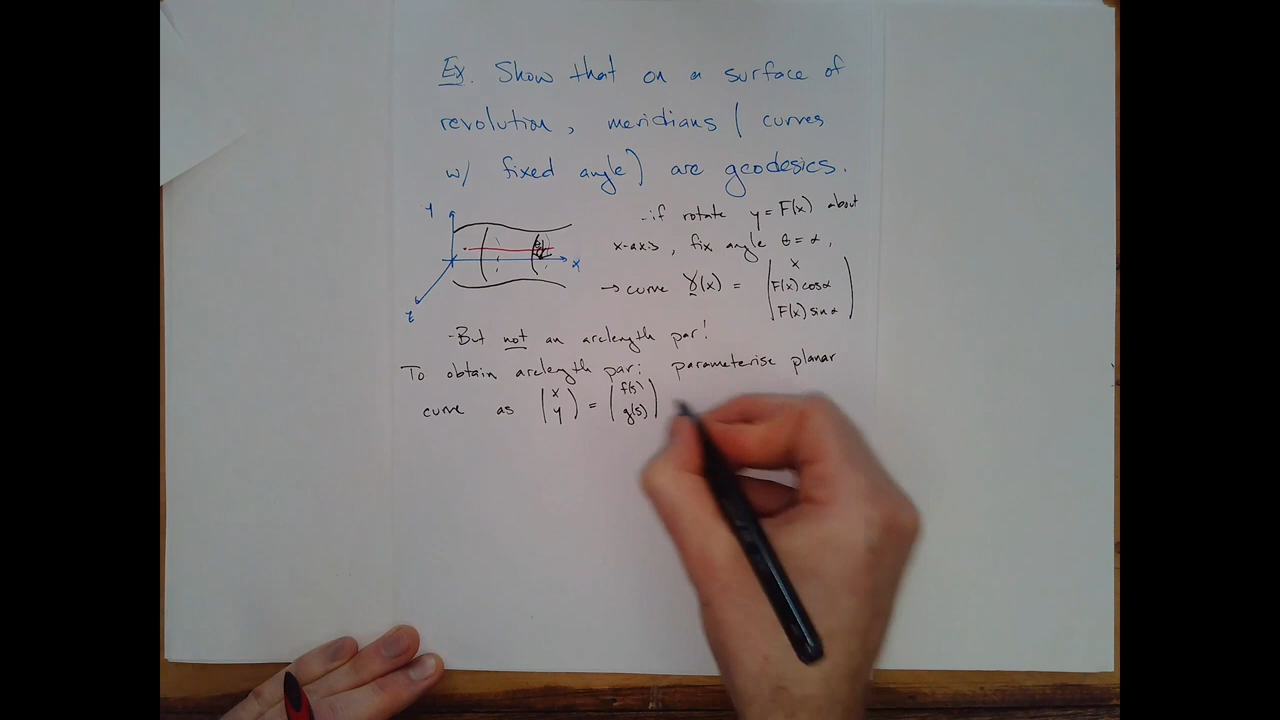 Ex. Show that on a surface of
revolution, meridians (curves
w/ fixed angle) are geodesics.
y
x
z
- if rotate y = F(x) about
x-axis, fix angle θ = α,
→ curve γ(x) = ( x
F(x) cos α
F(x) sin α )
- But not an arclength par!
To obtain arclength par: parameterise planar
curve as (x y) = (f(s) g(s))